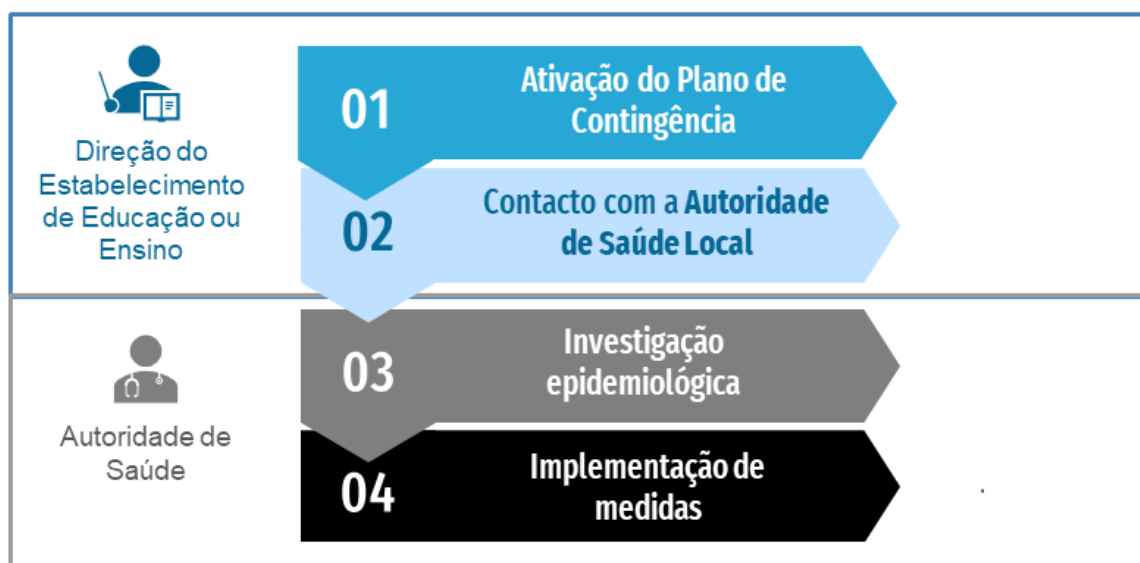 Direção do
Estabelecimento
de Educação ou
Ensino
01
Ativação do Plano de
Contingência
02
Contacto com a Autoridade
de Saúde Local
Autoridade de
Saúde
03
Investigação
epidemiológica
04
Implementação de
medidas
.